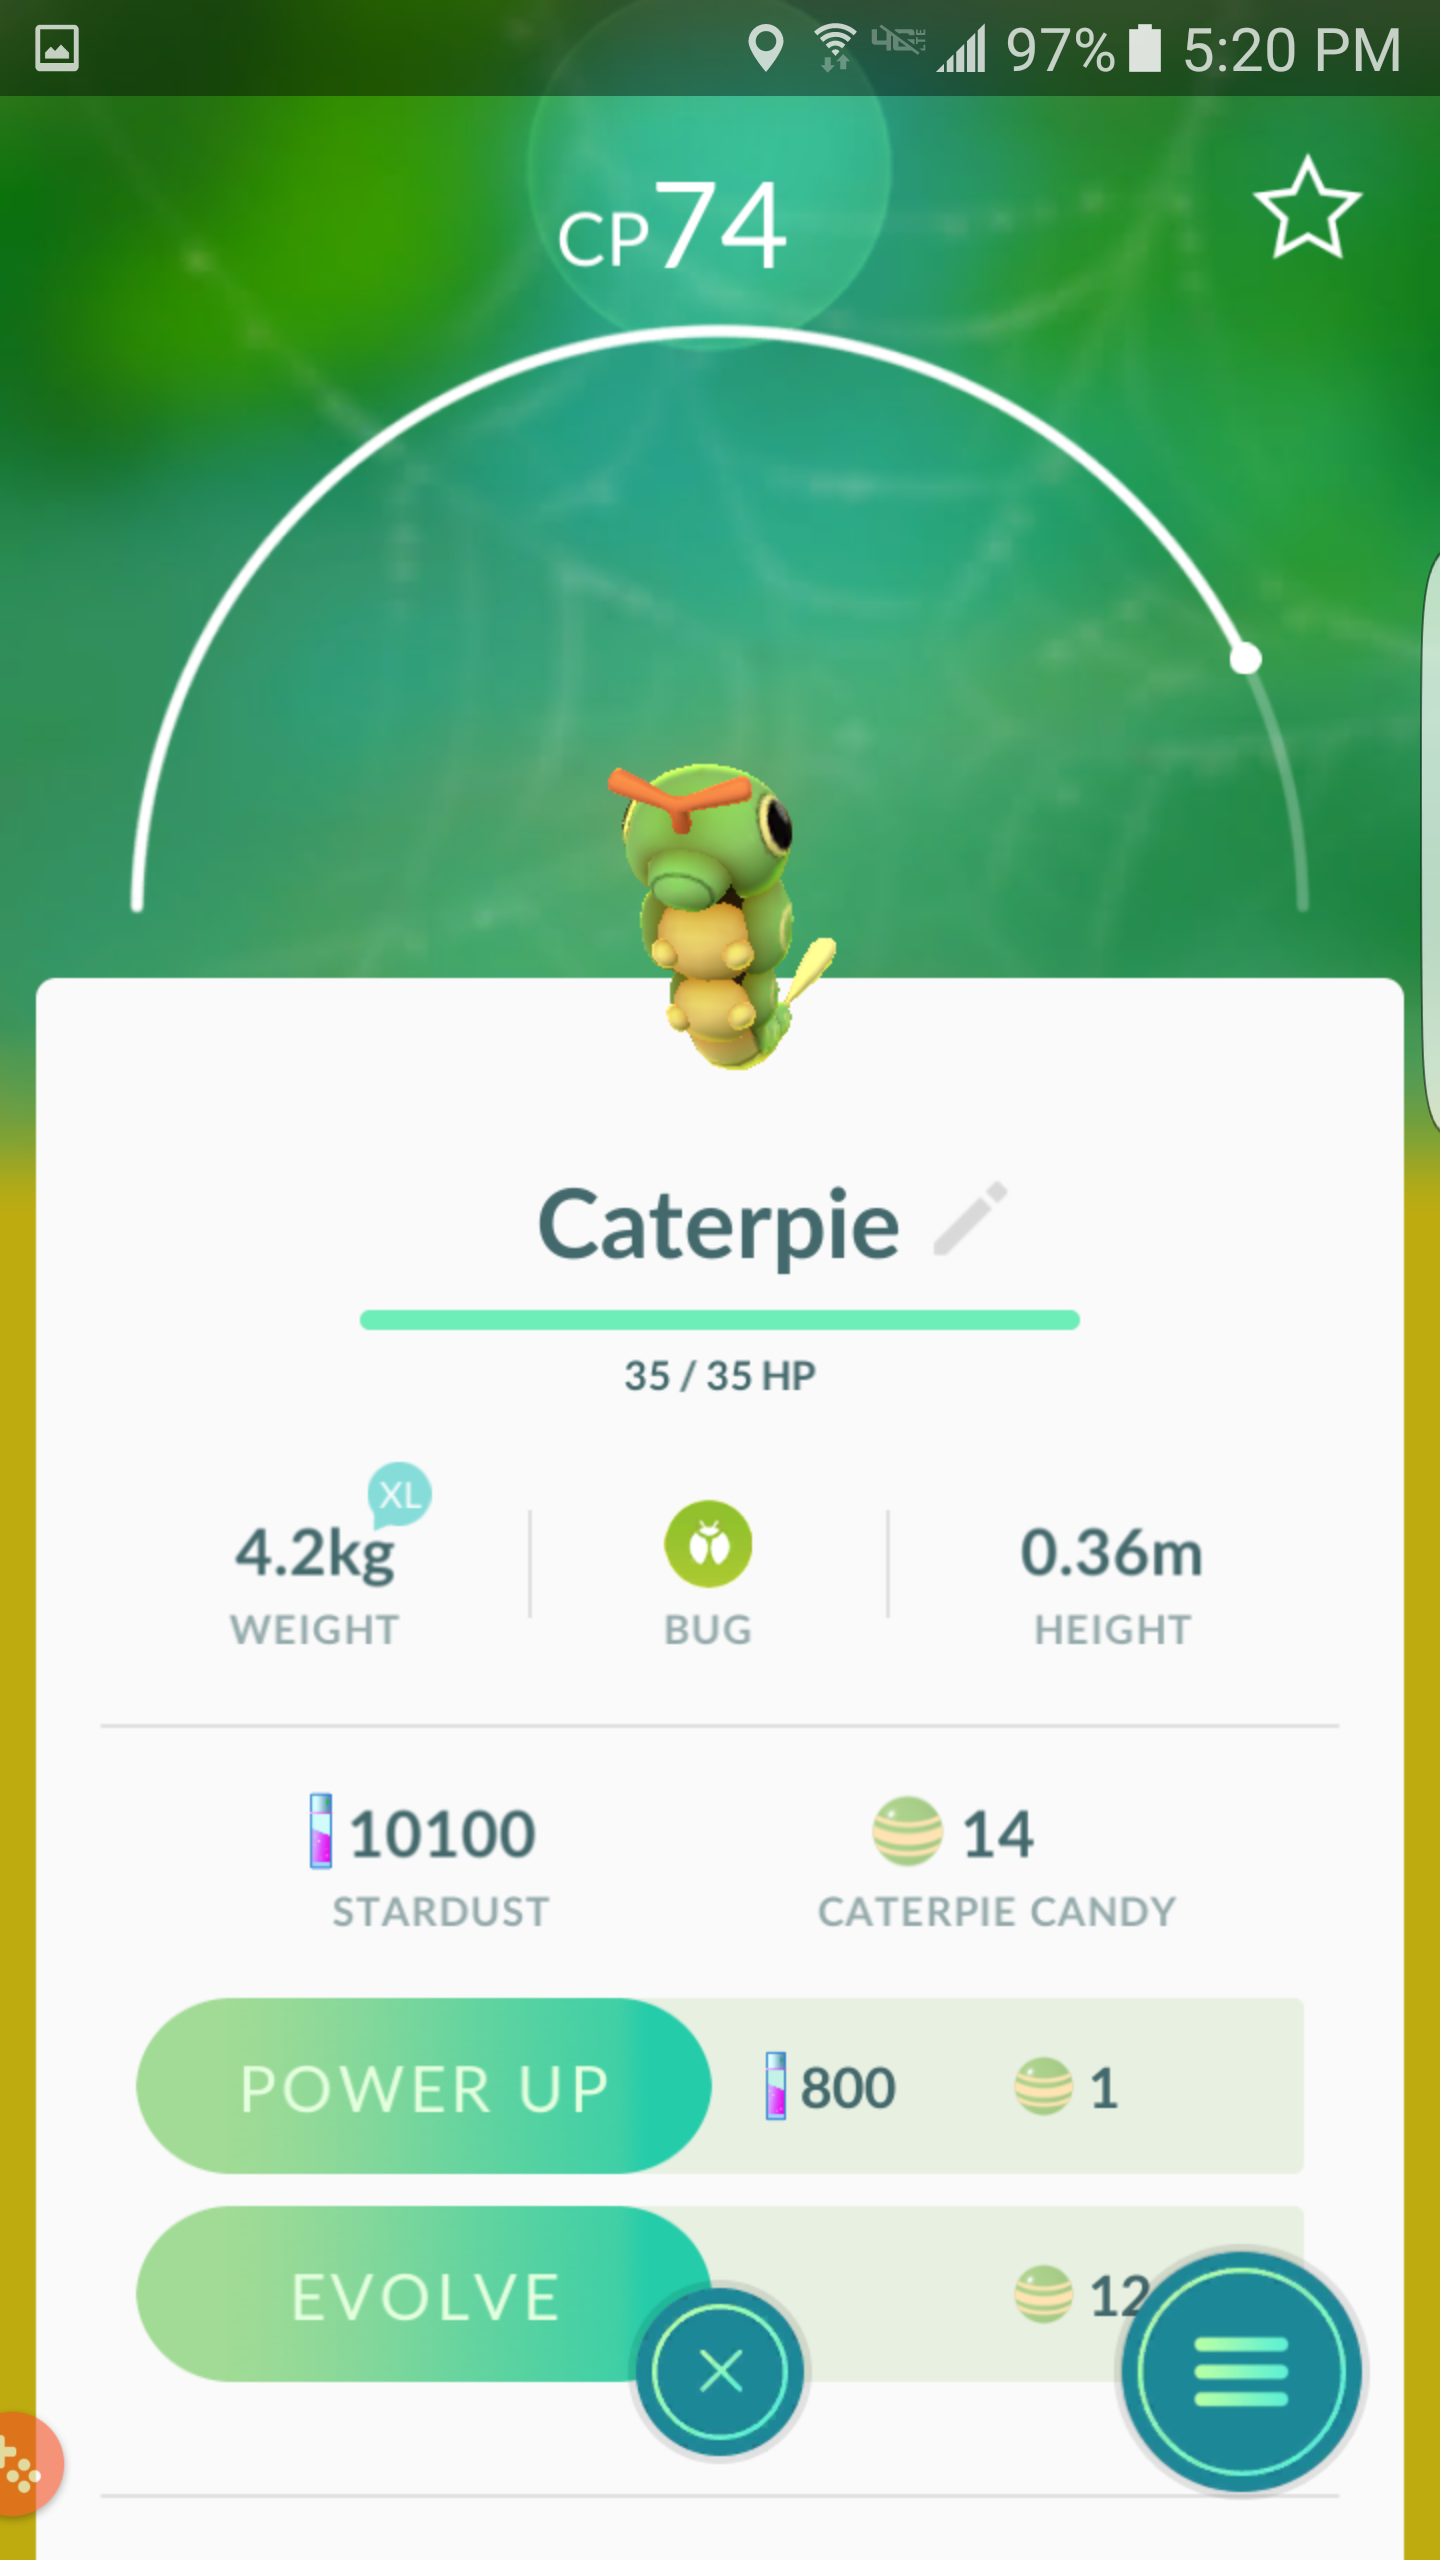 4G LTE 97% 5:20 PM
CP74
Caterpie
35 / 35 HP
XL
4.2kg
0.36m
WEIGHT
BUG
HEIGHT
10100
14
STARDUST
CATERPIE CANDY
POWER UP 800 1
EVOLVE 12